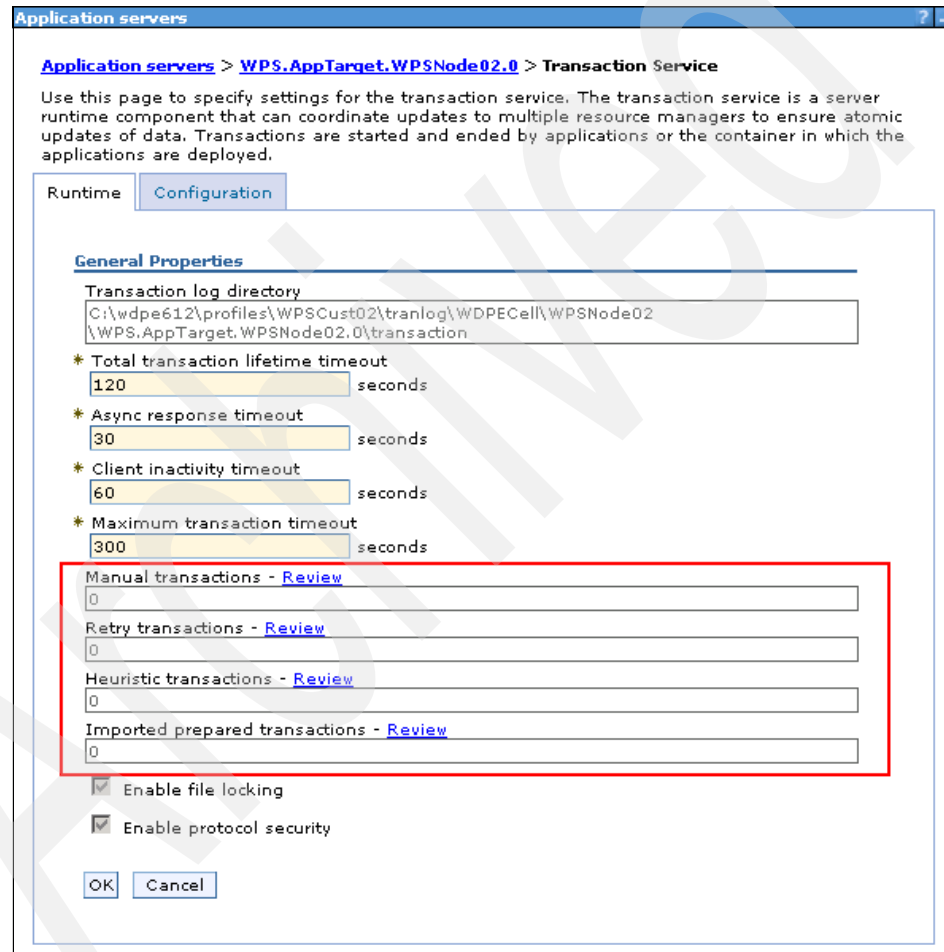 Application servers
?
Application servers > WPS.AppTarget.WPSNode02.0 > Transaction Service
Use this page to specify settings for the transaction service. The transaction service is a server
runtime component that can coordinate updates to multiple resource managers to ensure atomic
updates of data. Transactions are started and ended by applications or the container in which the
applications are deployed.
Runtime Configuration
General Properties
Transaction log directory
C:\wdpe612\profiles\WPSCust02\tranlog\WDPECell\WPSNode02
\WPS.AppTarget.WPSNode02.0\transaction
* Total transaction lifetime timeout
120 seconds
* Async response timeout
30 seconds
* Client inactivity timeout
60 seconds
* Maximum transaction timeout
300 seconds
Manual transactions - Review
0
Retry transactions - Review
0
Heuristic transactions - Review
0
Imported prepared transactions - Review
0
Enable file locking
Enable protocol security
OK Cancel
Archived